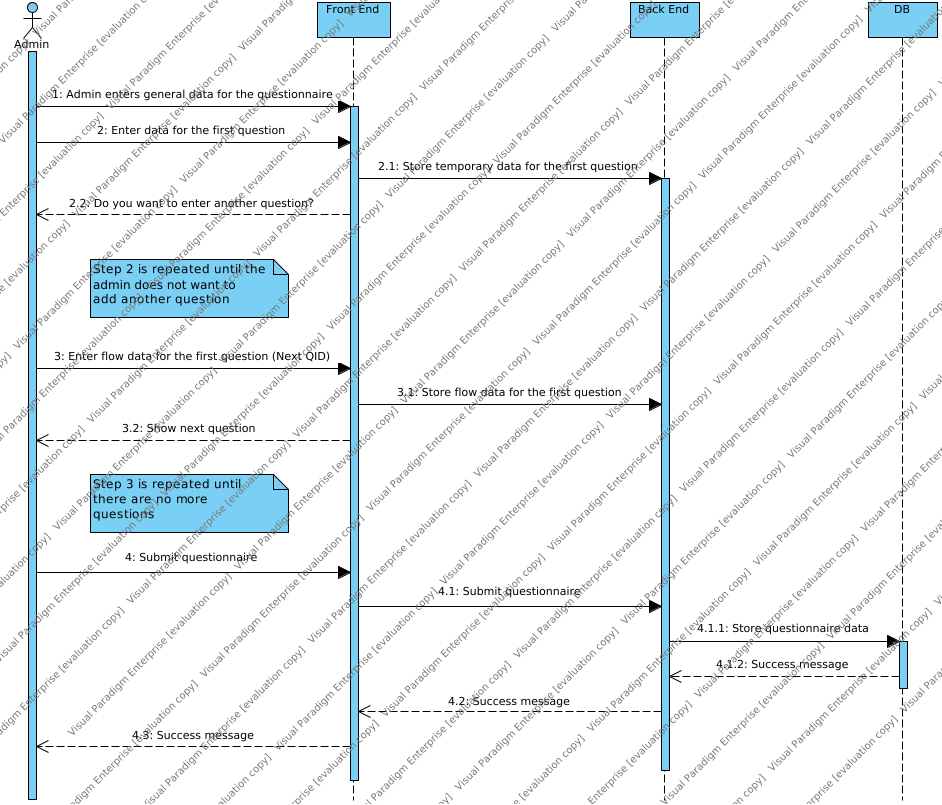 Front End
Back End
DB
Admin
1: Admin enters general data for the questionnaire
2: Enter data for the first question
2.1: Store temporary data for the first question
2.2: Do you want to enter another question?
Step 2 is repeated until the
admin does not want to
add another question
3: Enter flow data for the first question (Next QID)
3.1: Store flow data for the first question
3.2: Show next question
Step 3 is repeated until
there are no more
questions
4: Submit questionnaire
4.1: Submit questionnaire
4.1.1: Store questionnaire data
4.1.2: Success message
4.2: Success message
4.3: Success message
Visual Paradigm Enterprise [evaluation copy]